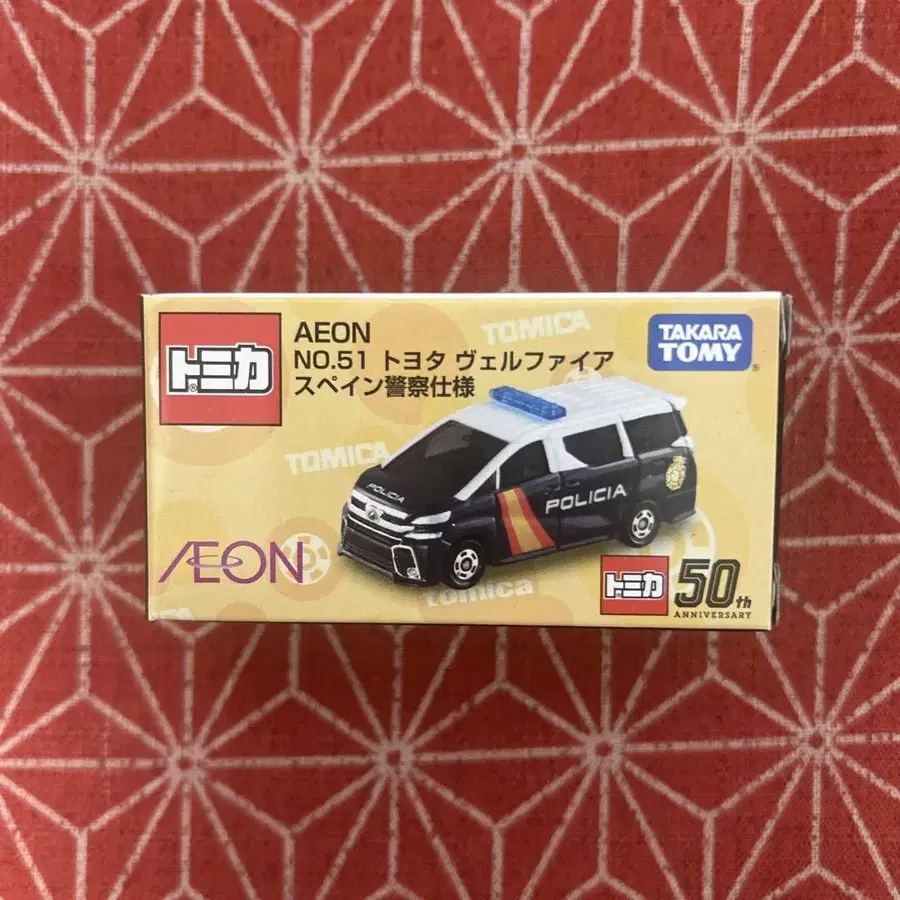 トミカ
AEON
NO.51 トヨタ ヴェルファイア
スペイン警察仕様
TOMICA
TAKARA
TOMY
TOMICA
POLICIA
POLICIA
AEON
tomica
トミカ
50th
ANNIVERSARY